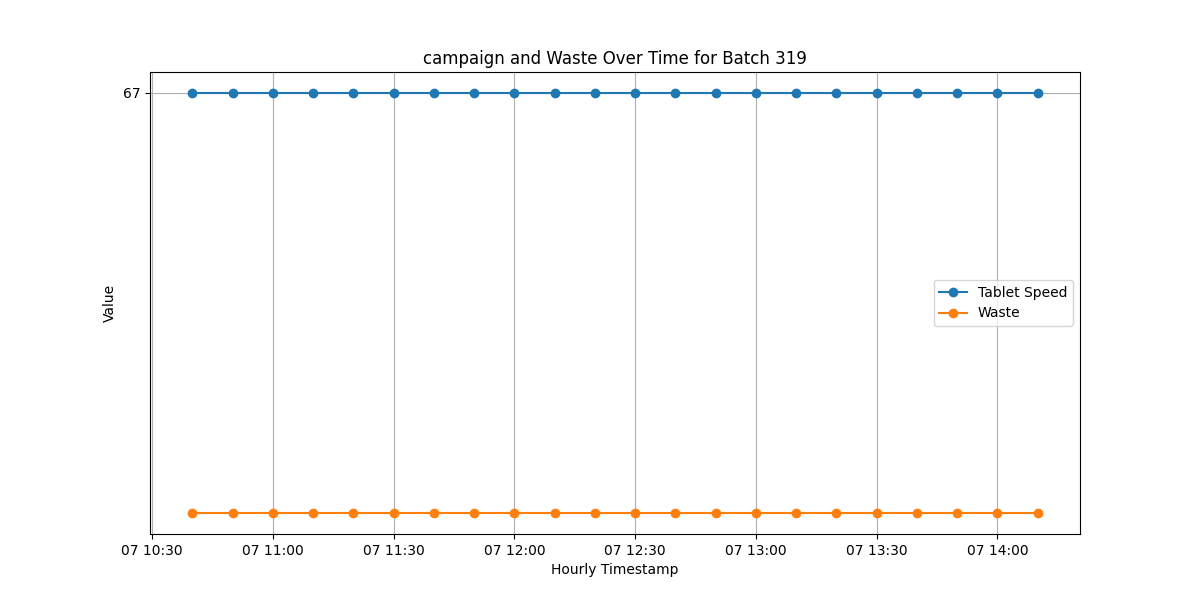 campaign and Waste Over Time for Batch 319
67
Value
Tablet Speed
Waste
07 10:30 07 11:00 07 11:30 07 12:00 07 12:30 07 13:00 07 13:30 07 14:00
Hourly Timestamp